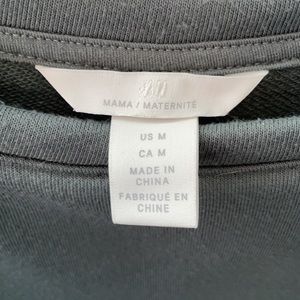 H&M
MAMA / MATERNITÉ
US M
CA M
MADE IN
CHINA
FABRIQUÉ EN
CHINE